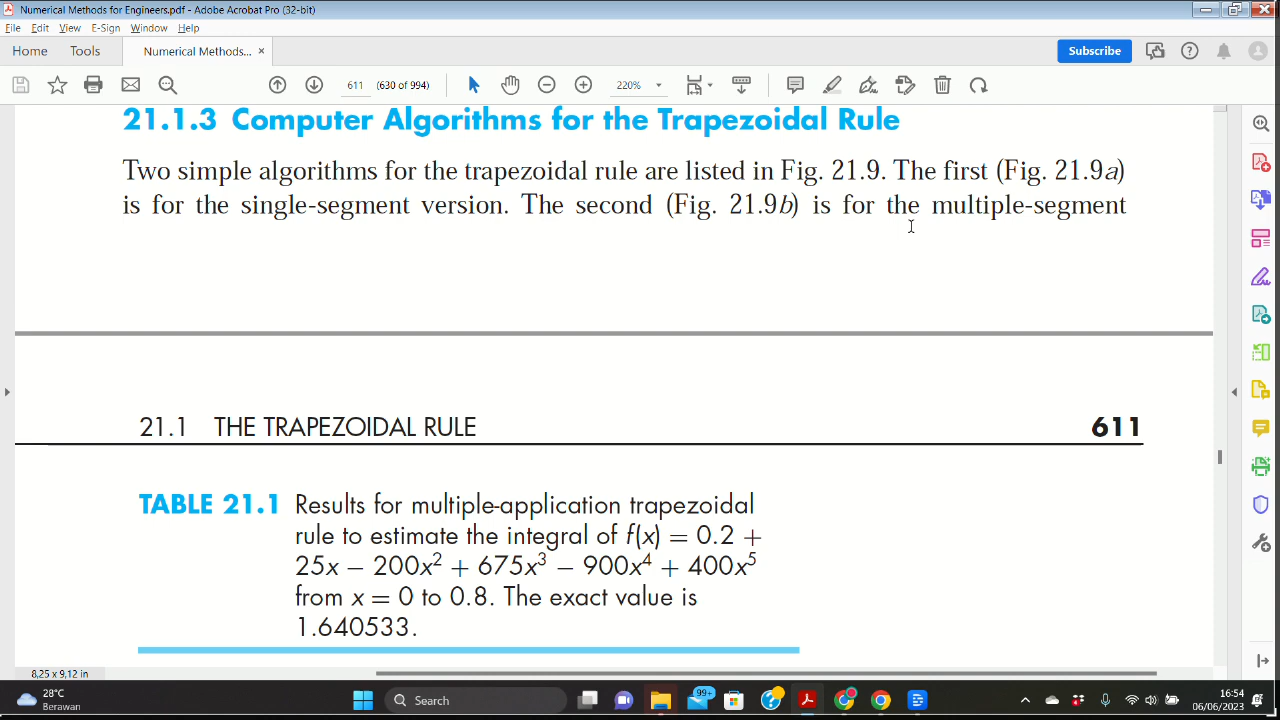 Numerical Methods for Engineers.pdf - Adobe Acrobat Pro (32-bit)
File Edit View E-Sign Window Help
Home Tools Numerical Methods... × Subscribe
611 (630 of 994) 220%
21.1.3 Computer Algorithms for the Trapezoidal Rule
Two simple algorithms for the trapezoidal rule are listed in Fig. 21.9. The first (Fig. 21.9a)
is for the single-segment version. The second (Fig. 21.9b) is for the multiple-segment
21.1 THE TRAPEZOIDAL RULE 611
TABLE 21.1 Results for multiple-application trapezoidal
rule to estimate the integral of f(x) = 0.2 +
25x − 200x² + 675x³ − 900x⁴ + 400x⁵
from x = 0 to 0.8. The exact value is
1.640533.
8,25 x 9,12 in
28°C
Berawan
Search
99+
16:54
06/06/2023